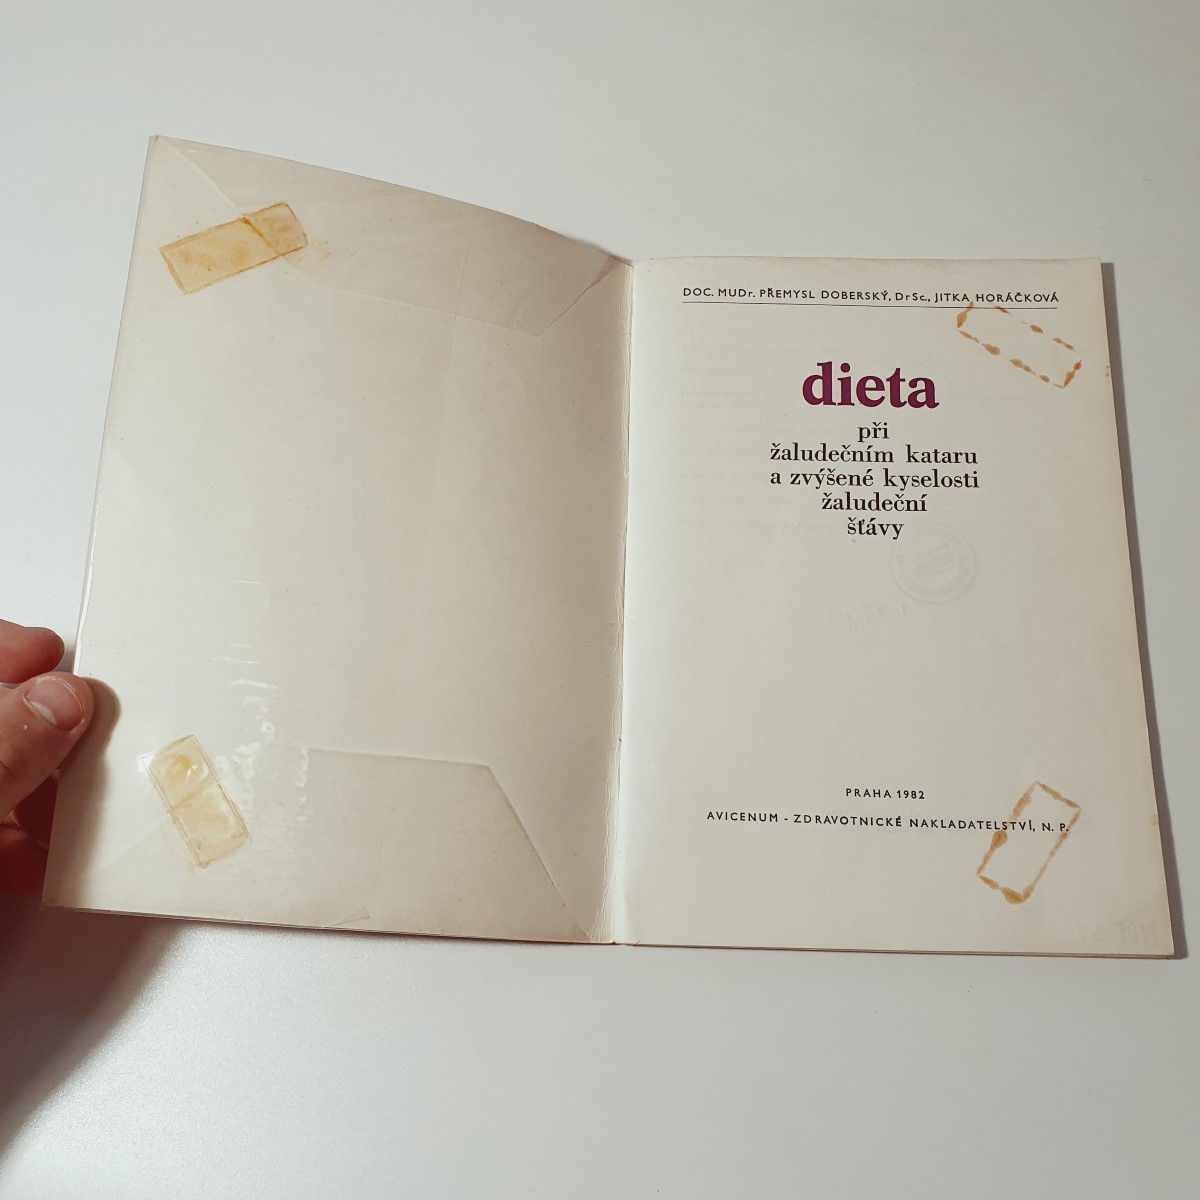 DOC. MUDr. PŘEMYSL DOBERSKÝ, DrSc., JITKA HORÁČKOVÁ
dieta
při
žaludečním kataru
a zvýšené kyselosti
žaludeční
šťávy
PRAHA 1982
AVICENUM - ZDRAVOTNICKÉ NAKLADATELSTVÍ, N. P.